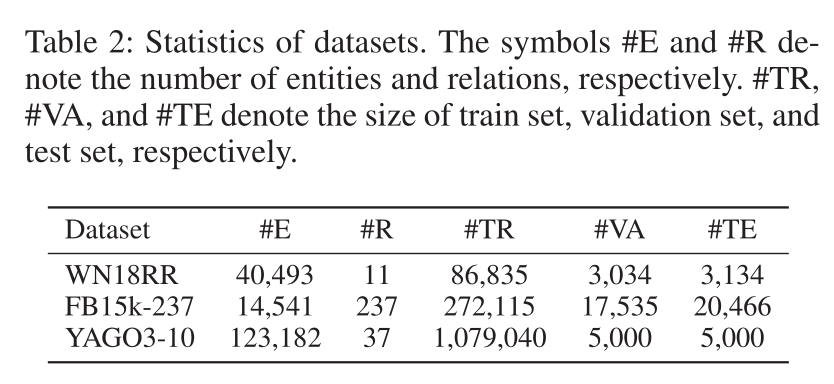 Table 2: Statistics of datasets. The symbols #E and #R de-
note the number of entities and relations, respectively. #TR,
#VA, and #TE denote the size of train set, validation set, and
test set, respectively.
Dataset #E #R #TR #VA #TE
WN18RR 40,493 11 86,835 3,034 3,134
FB15k-237 14,541 237 272,115 17,535 20,466
YAGO3-10 123,182 37 1,079,040 5,000 5,000